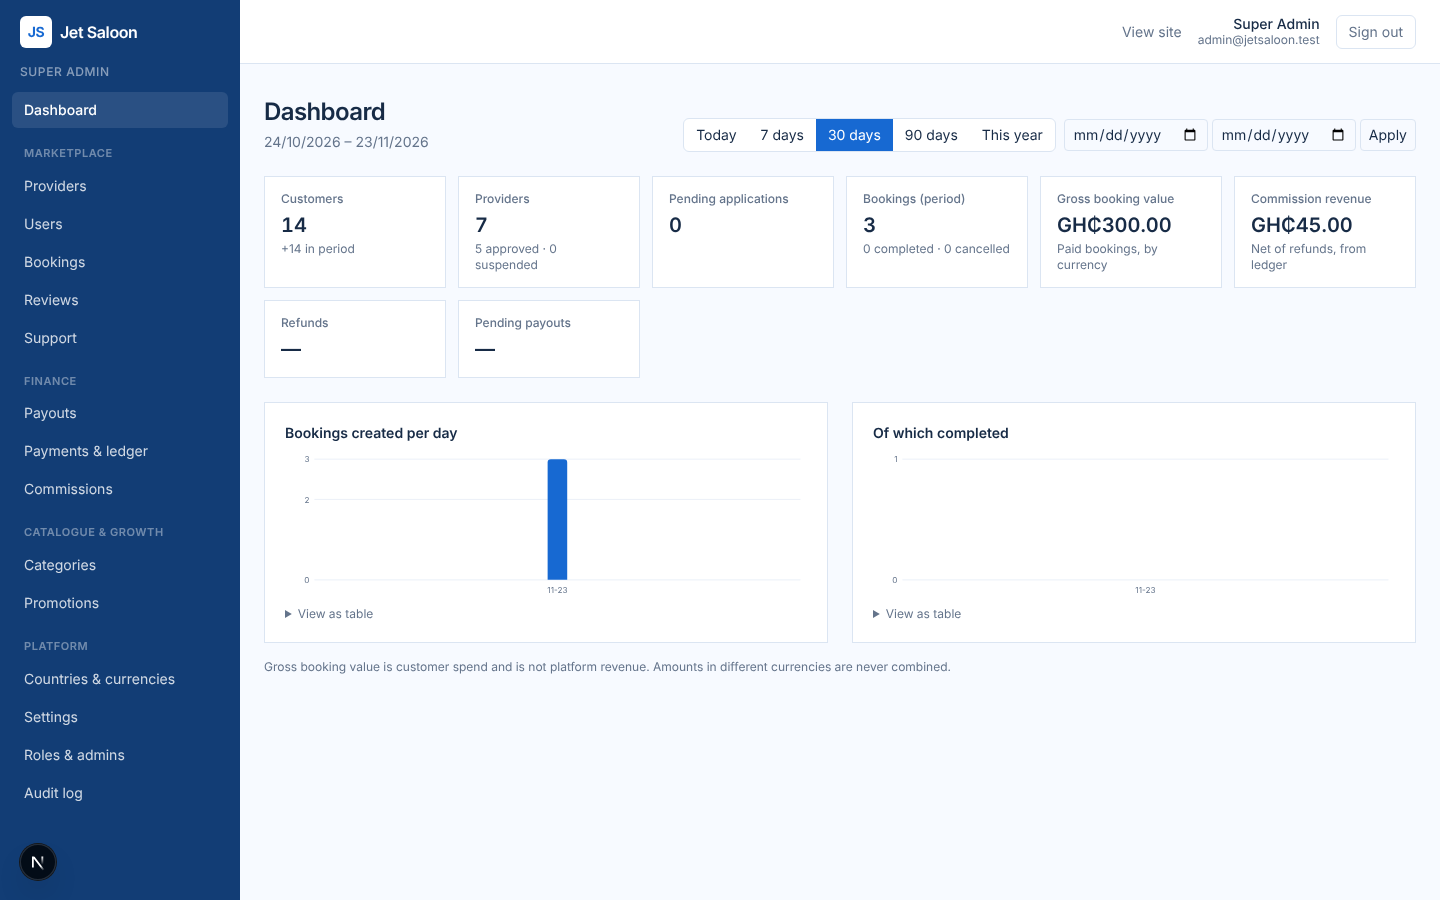 JS Jet Saloon
SUPER ADMIN
Dashboard
MARKETPLACE
Providers
Users
Bookings
Reviews
Support
FINANCE
Payouts
Payments & ledger
Commissions
CATALOGUE & GROWTH
Categories
Promotions
PLATFORM
Countries & currencies
Settings
Roles & admins
Audit log
N
View site
Super Admin
admin@jetsaloon.test
Sign out
Dashboard
24/10/2026 – 23/11/2026
Today 7 days 30 days 90 days This year mm/dd/yyyy mm/dd/yyyy Apply
Customers
14
+14 in period
Providers
7
5 approved · 0
suspended
Pending applications
0
Bookings (period)
3
0 completed · 0 cancelled
Gross booking value
GH₵300.00
Paid bookings, by
currency
Commission revenue
GH₵45.00
Net of refunds, from
ledger
Refunds
—
Pending payouts
—
Bookings created per day
3
2
0
11-23
View as table
Of which completed
1
0
11-23
View as table
Gross booking value is customer spend and is not platform revenue. Amounts in different currencies are never combined.